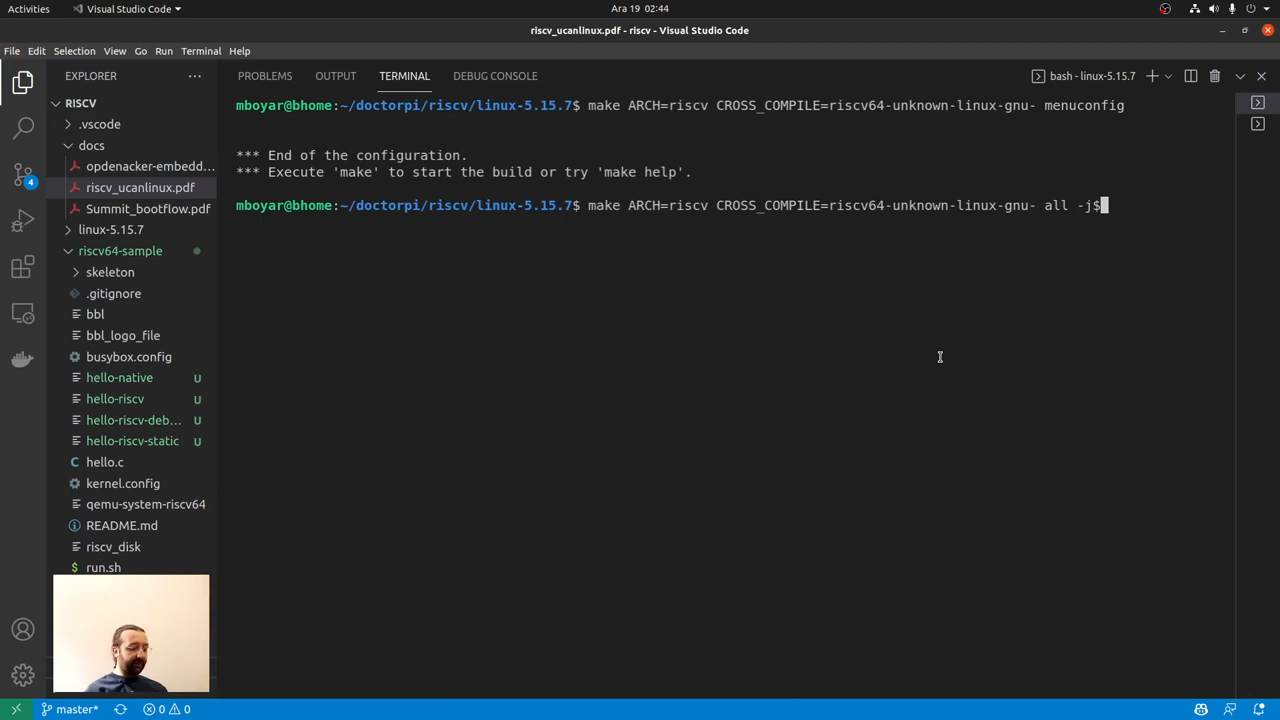 Activities
Visual Studio Code
Ara 19 02:44
riscv_ucanlinux.pdf - riscv - Visual Studio Code
File Edit Selection View Go Run Terminal Help
EXPLORER
PROBLEMS OUTPUT TERMINAL DEBUG CONSOLE
bash - linux-5.15.7
RISCV
.vscode
docs
opdenacker-embedd...
riscv_ucanlinux.pdf
Summit_bootflow.pdf
linux-5.15.7
riscv64-sample
skeleton
.gitignore
bbl
bbl_logo_file
busybox.config
hello-native U
hello-riscv U
hello-riscv-deb... U
hello-riscv-static U
hello.c
kernel.config
qemu-system-riscv64
README.md
riscv_disk
run.sh
4
mboyar@bhome:~/doctorpi/riscv/linux-5.15.7$ make ARCH=riscv CROSS_COMPILE=riscv64-unknown-linux-gnu- menuconfig
*** End of the configuration.
*** Execute 'make' to start the build or try 'make help'.
mboyar@bhome:~/doctorpi/riscv/linux-5.15.7$ make ARCH=riscv CROSS_COMPILE=riscv64-unknown-linux-gnu- all -j$
master* 0 0